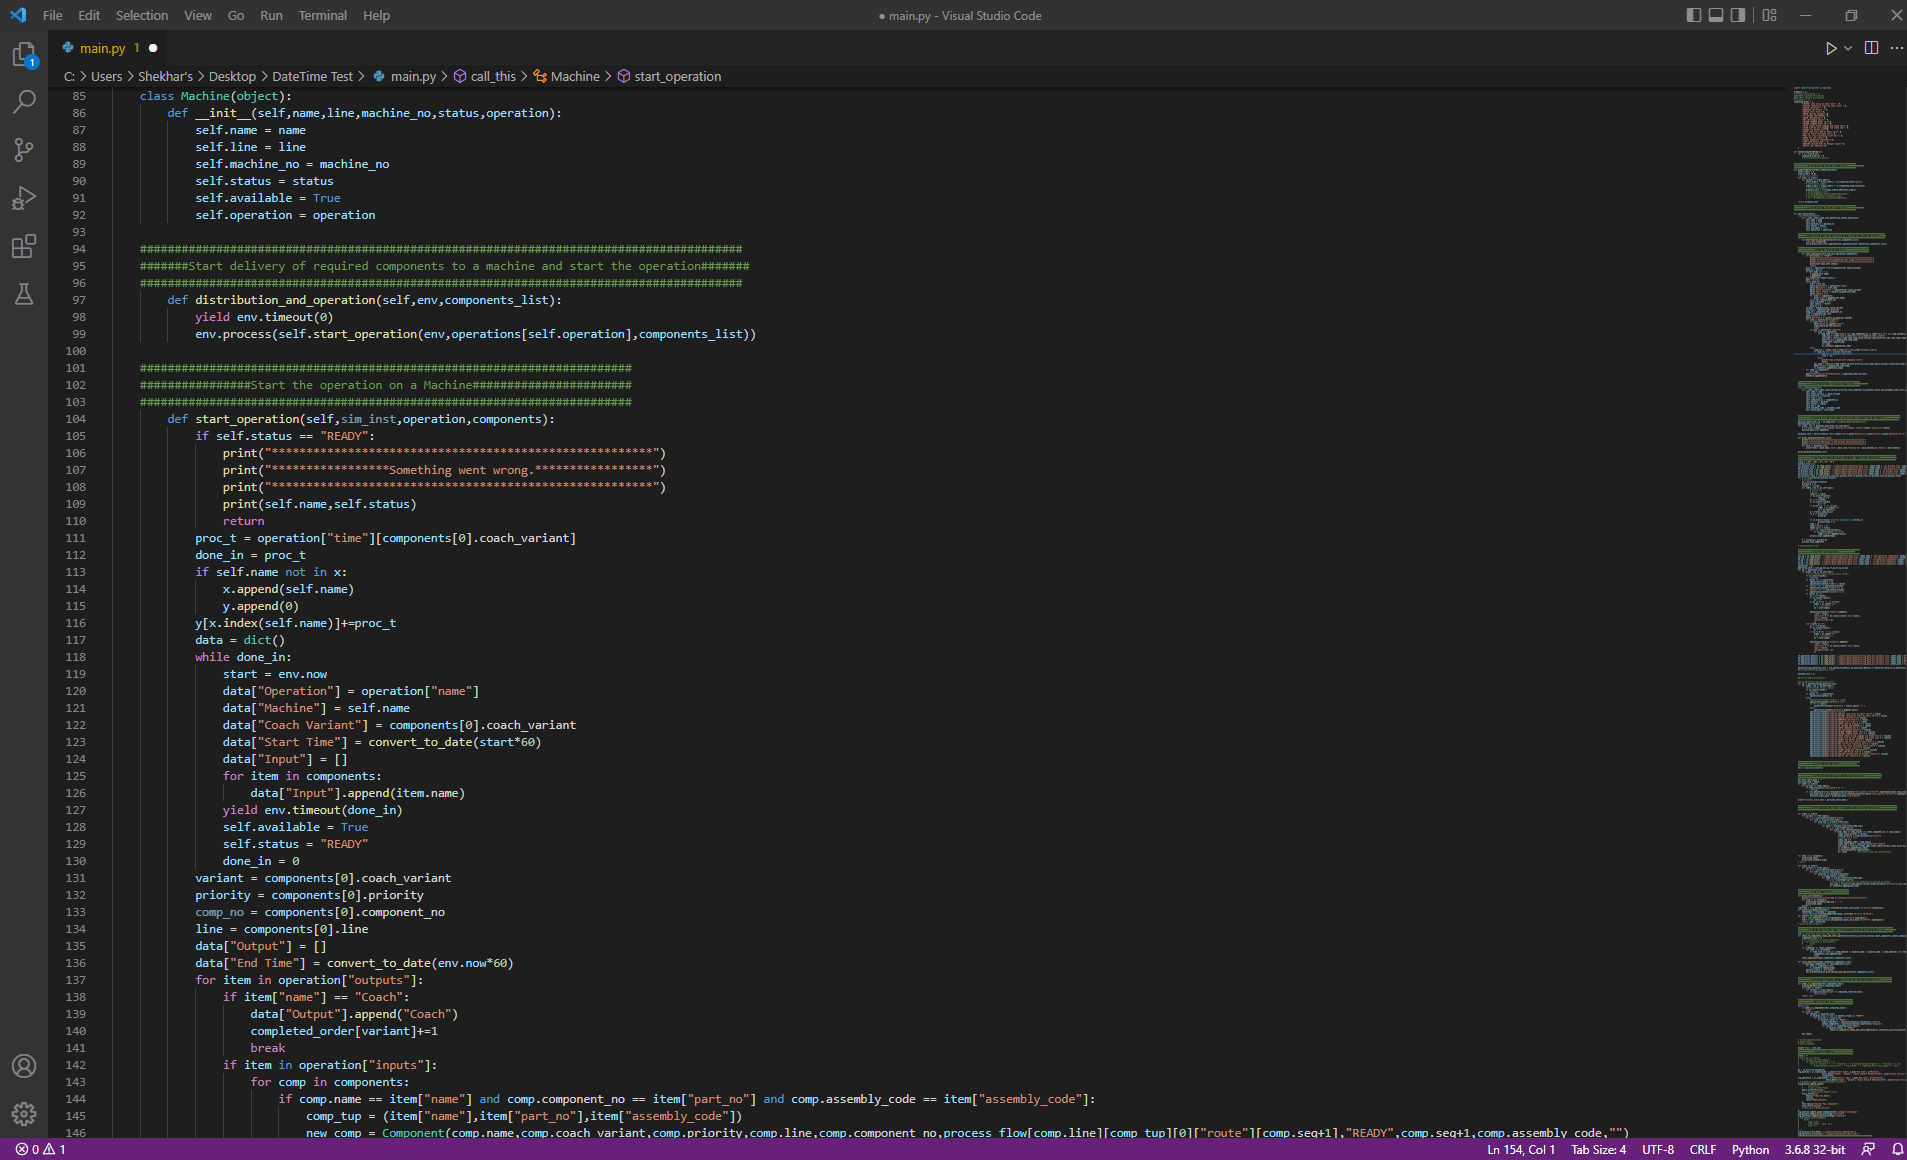 File Edit Selection View Go Run Terminal Help
● main.py - Visual Studio Code
main.py 1 ●
1
C: > Users > Shekhar's > Desktop > DateTime Test > main.py > call_this > Machine > start_operation
85 class Machine(object):
86 def __init__(self,name,line,machine_no,status,operation):
87 self.name = name
88 self.line = line
89 self.machine_no = machine_no
90 self.status = status
91 self.available = True
92 self.operation = operation
93
94 #######################################################################################
95 #######Start delivery of required components to a machine and start the operation#######
96 #######################################################################################
97 def distribution_and_operation(self,env,components_list):
98 yield env.timeout(0)
99 env.process(self.start_operation(env,operations[self.operation],components_list))
100
101 #######################################################################
102 ################Start the operation on a Machine#######################
103 #######################################################################
104 def start_operation(self,sim_inst,operation,components):
105 if self.status == "READY":
106 print("*******************************************************")
107 print("*****************Something went wrong.*****************")
108 print("*******************************************************")
109 print(self.name,self.status)
110 return
111 proc_t = operation["time"][components[0].coach_variant]
112 done_in = proc_t
113 if self.name not in x:
114 x.append(self.name)
115 y.append(0)
116 y[x.index(self.name)]+=proc_t
117 data = dict()
118 while done_in:
119 start = env.now
120 data["Operation"] = operation["name"]
121 data["Machine"] = self.name
122 data["Coach Variant"] = components[0].coach_variant
123 data["Start Time"] = convert_to_date(start*60)
124 data["Input"] = []
125 for item in components:
126 data["Input"].append(item.name)
127 yield env.timeout(done_in)
128 self.available = True
129 self.status = "READY"
130 done_in = 0
131 variant = components[0].coach_variant
132 priority = components[0].priority
133 comp_no = components[0].component_no
134 line = components[0].line
135 data["Output"] = []
136 data["End Time"] = convert_to_date(env.now*60)
137 for item in operation["outputs"]:
138 if item["name"] == "Coach":
139 data["Output"].append("Coach")
140 completed_order[variant]+=1
141 break
142 if item in operation["inputs"]:
143 for comp in components:
144 if comp.name == item["name"] and comp.component_no == item["part_no"] and comp.assembly_code == item["assembly_code"]:
145 comp_tup = (item["name"],item["part_no"],item["assembly_code"])
146 new_comp = Component(comp.name,comp.coach_variant,comp.priority,comp.line,comp.component_no,process_flow[comp.line][comp_tup][0]["route"][comp.seq+1],"READY",comp.seq+1,comp.assembly_code,"")
0 1 Ln 154, Col 1 Tab Size: 4 UTF-8 CRLF Python 3.6.8 32-bit